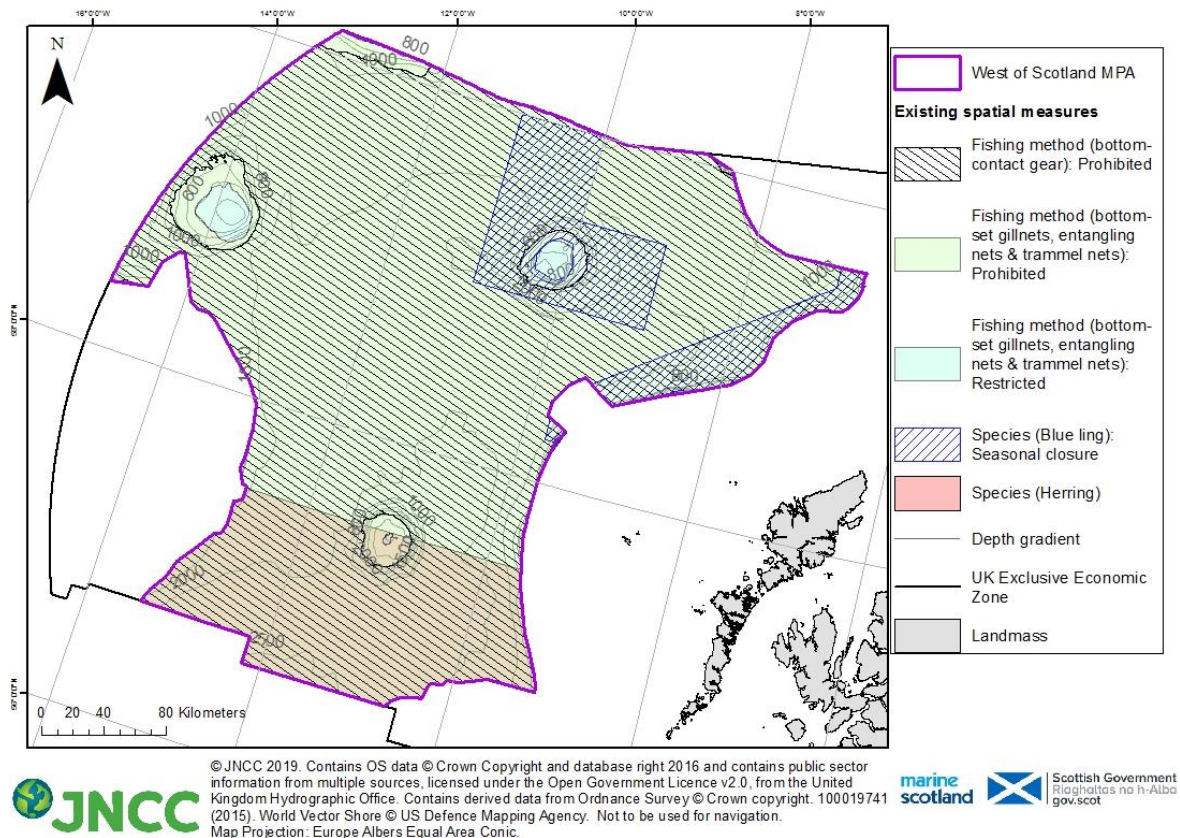 16°0'0"W
14°0'0"W
12°0'0"W
10°0'0"W
8°0'0"W
N
800
1000
1000
600
800
1000
1000
1000
800
1000
1500
800
1000
2000
2500
0 20 40 80 Kilometers
West of Scotland MPA
Existing spatial measures
Fishing method (bottom-
contact gear): Prohibited
Fishing method (bottom-
set gillnets, entangling
nets & trammel nets):
Prohibited
Fishing method (bottom-
set gillnets, entangling
nets & trammel nets):
Restricted
Species (Blue ling):
Seasonal closure
Species (Herring)
Depth gradient
UK Exclusive Economic
Zone
Landmass
JNCC
© JNCC 2019. Contains OS data © Crown Copyright and database right 2016 and contains public sector
information from multiple sources, licensed under the Open Government Licence v2.0, from the United
Kingdom Hydrographic Office. Contains derived data from Ordnance Survey © Crown copyright. 100019741
(2015). World Vector Shore © US Defence Mapping Agency. Not to be used for navigation.
Map Projection: Europe Albers Equal Area Conic.
marine
scotland
Scottish Government
Riaghaltas na h-Alba
gov.scot